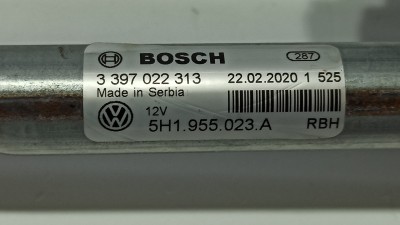 BOSCH 287
3 397 022 313 22.02.2020 1 525
Made in Serbia
12V
5H1.955.023.A RBH